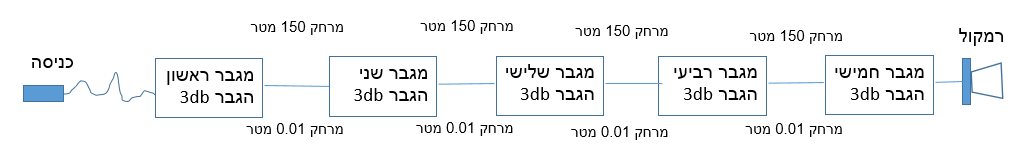 מרחק 150 מטר
מרחק 150 מטר
מרחק 150 מטר
מרחק 150 מטר
רמקול
כניסה
מגבר ראשון
הגבר 3db
מגבר שני
הגבר 3db
מגבר שלישי
הגבר 3db
מגבר רביעי
הגבר 3db
מגבר חמישי
הגבר 3db
מרחק 0.01 מטר
מרחק 0.01 מטר
מרחק 0.01 מטר
מרחק 0.01 מטר